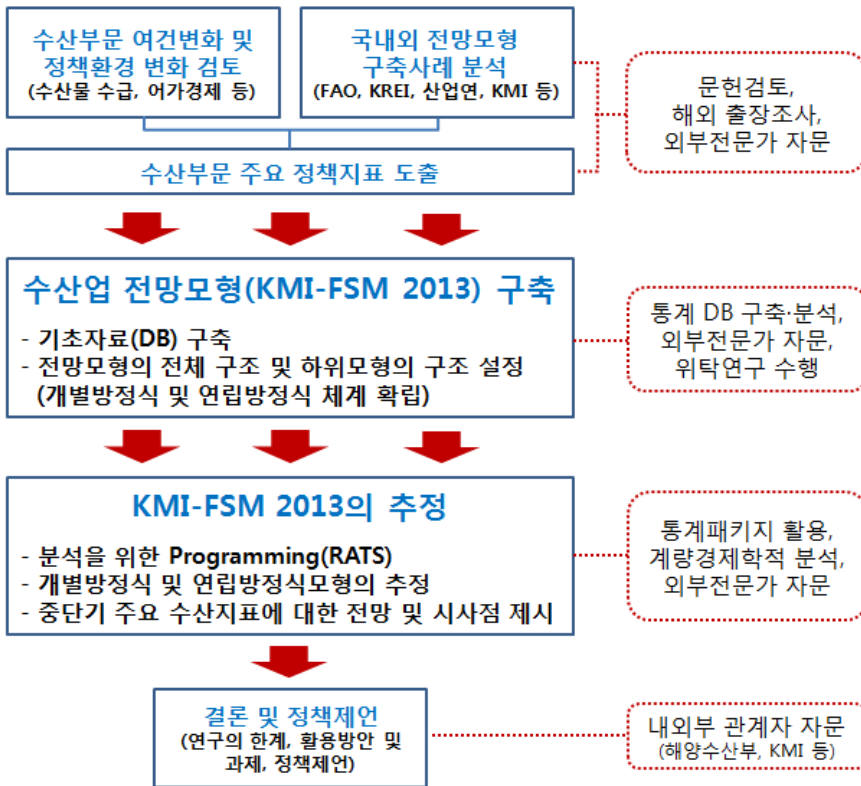 수산부문 여건변화 및
정책환경 변화 검토
(수산물 수급, 어가경제 등)
국내외 전망모형
구축사례 분석
(FAO, KREI, 산업연, KMI 등)
문헌검토,
해외 출장조사,
외부전문가 자문
수산부문 주요 정책지표 도출
수산업 전망모형(KMI-FSM 2013) 구축
- 기초자료(DB) 구축
- 전망모형의 전체 구조 및 하위모형의 구조 설정
(개별방정식 및 연립방정식 체계 확립)
통계 DB 구축·분석,
외부전문가 자문,
위탁연구 수행
KMI-FSM 2013의 추정
- 분석을 위한 Programming(RATS)
- 개별방정식 및 연립방정식모형의 추정
- 중단기 주요 수산지표에 대한 전망 및 시사점 제시
통계패키지 활용,
계량경제학적 분석,
외부전문가 자문
결론 및 정책제언
(연구의 한계, 활용방안 및
과제, 정책제언)
내외부 관계자 자문
(해양수산부, KMI 등)